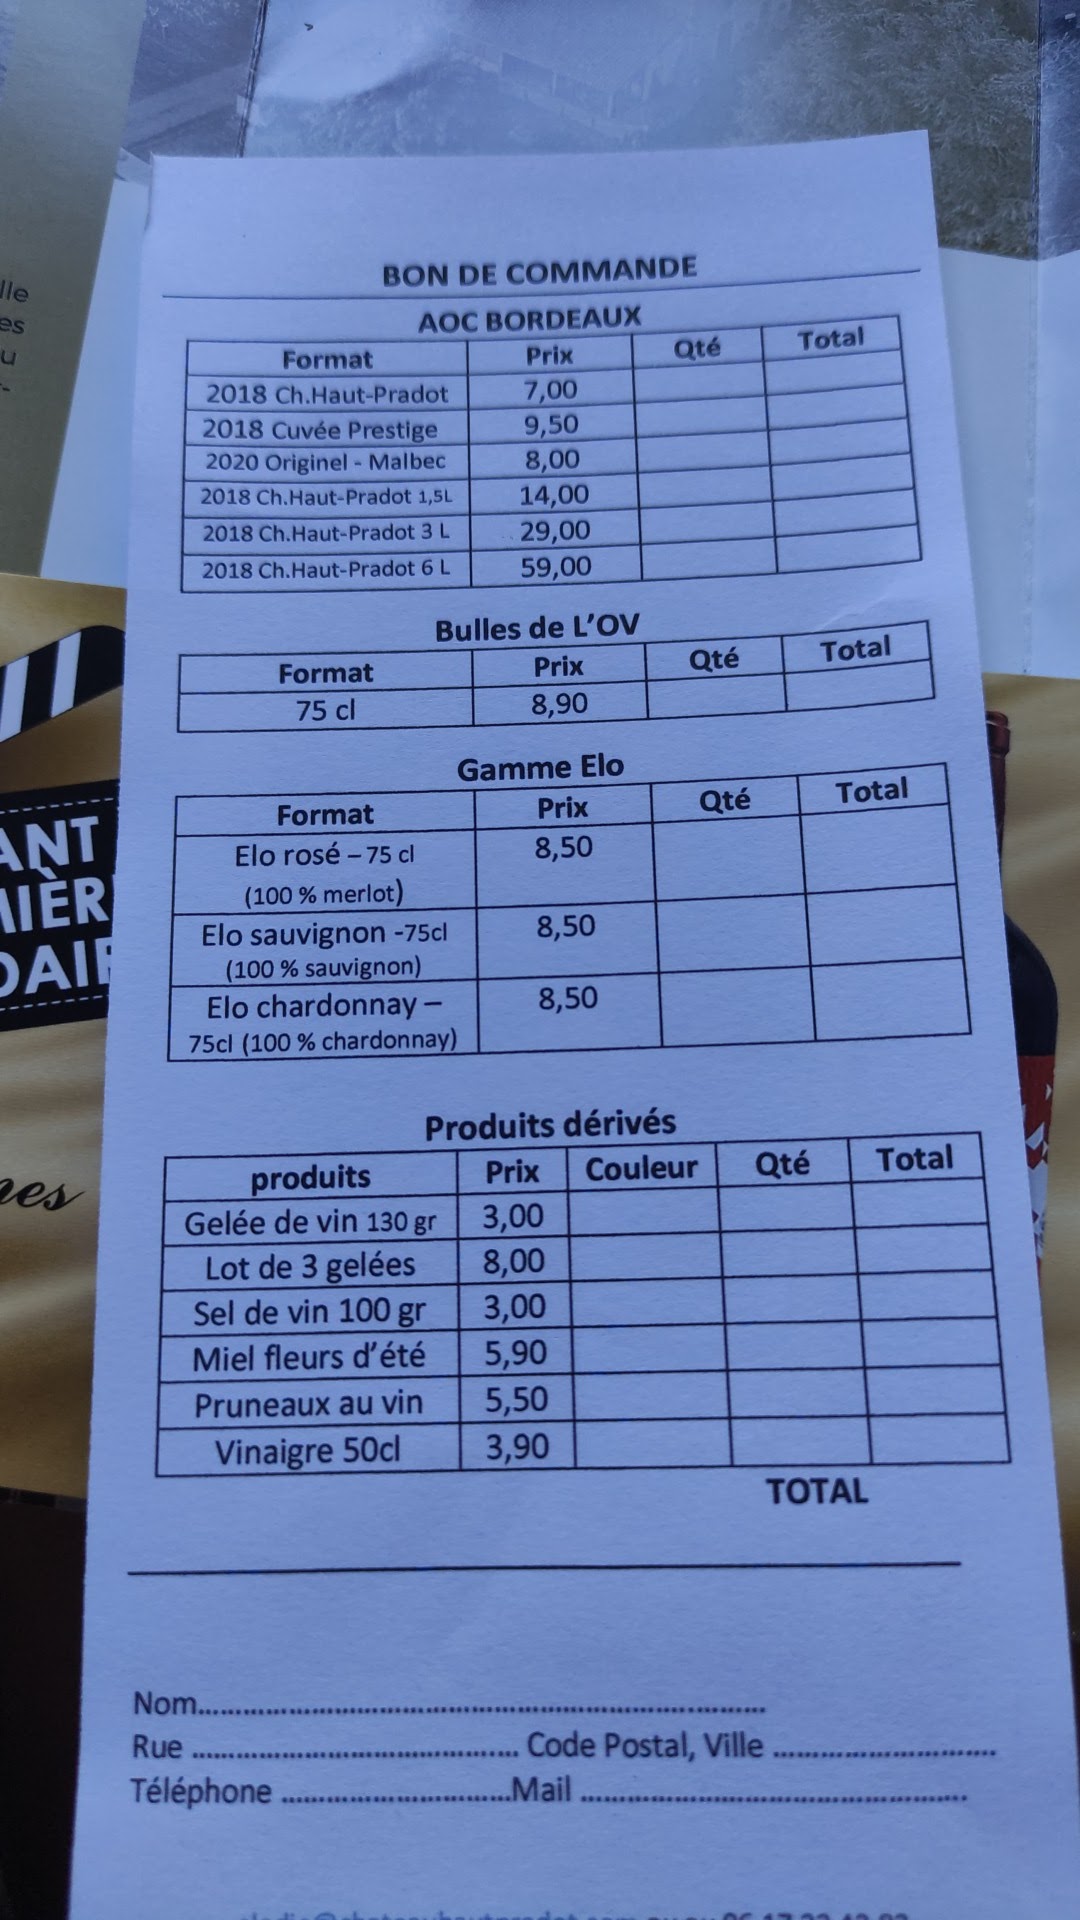 BON DE COMMANDE
AOC BORDEAUX
Format Prix Qté Total
2018 Ch.Haut-Pradot 7,00
2018 Cuvée Prestige 9,50
2020 Originel - Malbec 8,00
2018 Ch.Haut-Pradot 1,5L 14,00
2018 Ch.Haut-Pradot 3 L 29,00
2018 Ch.Haut-Pradot 6 L 59,00
Bulles de L'OV
Format Prix Qté Total
75 cl 8,90
Gamme Elo
Format Prix Qté Total
Elo rosé – 75 cl 8,50
(100 % merlot)
Elo sauvignon -75cl 8,50
(100 % sauvignon)
Elo chardonnay – 8,50
75cl (100 % chardonnay)
Produits dérivés
produits Prix Couleur Qté Total
Gelée de vin 130 gr 3,00
Lot de 3 gelées 8,00
Sel de vin 100 gr 3,00
Miel fleurs d'été 5,90
Pruneaux au vin 5,50
Vinaigre 50cl 3,90
TOTAL
Nom..............................................................
Rue .................................... Code Postal, Ville ........................
Téléphone .........................Mail ..........................................
lle
es
u
ANT
IÈR
DAIR
nes